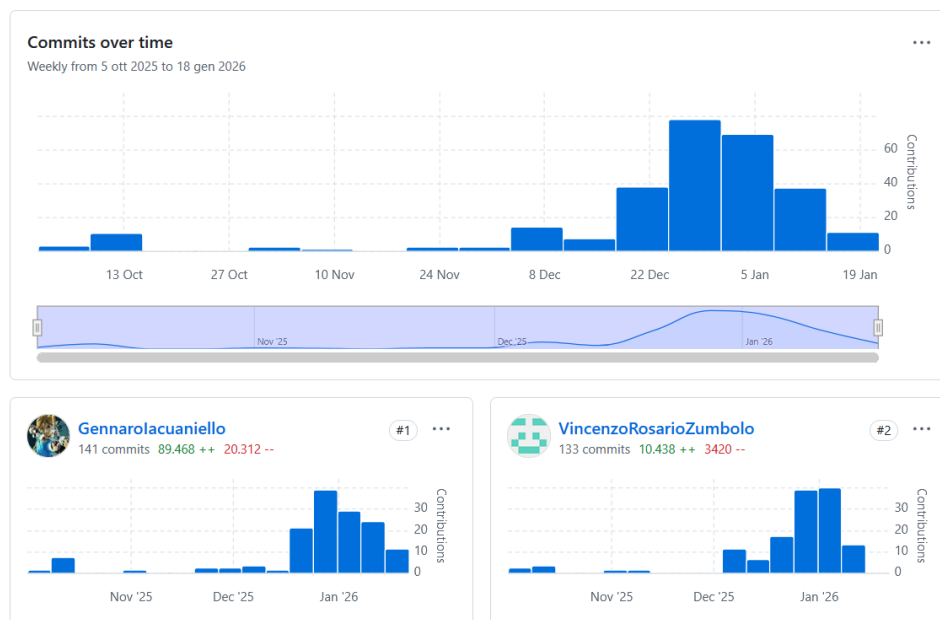 Commits over time
Weekly from 5 ott 2025 to 18 gen 2026
60
40
20
0
Contributions
13 Oct
27 Oct
10 Nov
24 Nov
8 Dec
22 Dec
5 Jan
19 Jan
Nov '25
Dec '25
Jan '26
GennaroIacuaniello
#1
141 commits 89.468 ++ 20.312 --
30
20
10
0
Contributions
Nov '25
Dec '25
Jan '26
VincenzoRosarioZumbolo
#2
133 commits 10.438 ++ 3420 --
30
20
10
0
Contributions
Nov '25
Dec '25
Jan '26